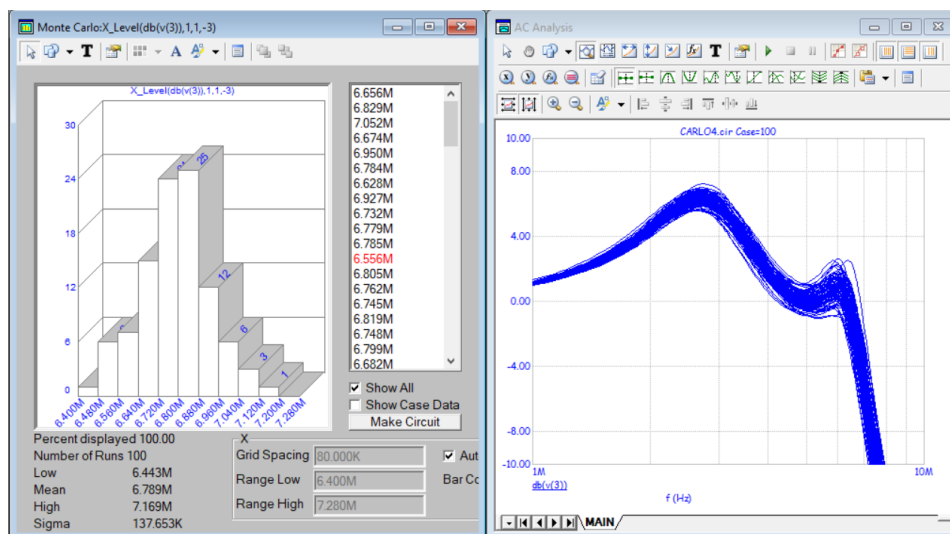 Monte Carlo:X_Level(db(v(3)),1,1,-3)
T
A
X_Level(db(v(3)),1,1,-3)
30
24
18
12
6
0
25
12
6
3
1
6.400M
6.480M
6.560M
6.640M
6.720M
6.800M
6.880M
6.960M
7.040M
7.120M
7.200M
7.280M
6.656M
6.829M
7.052M
6.674M
6.950M
6.784M
6.628M
6.927M
6.732M
6.779M
6.785M
6.556M
6.805M
6.762M
6.745M
6.819M
6.748M
6.799M
6.682M
Show All
Show Case Data
Make Circuit
Percent displayed 100.00
Number of Runs 100
Low 6.443M
Mean 6.789M
High 7.169M
Sigma 137.653K
X
Grid Spacing 80.000K
Range Low 6.400M
Range High 7.280M
Aut
Bar Cc
AC Analysis
T
CARLO4.cir Case=100
10.00
8.00
4.00
0.00
-4.00
-8.00
-10.00
1M
10M
db(v(3))
f (Hz)
MAIN